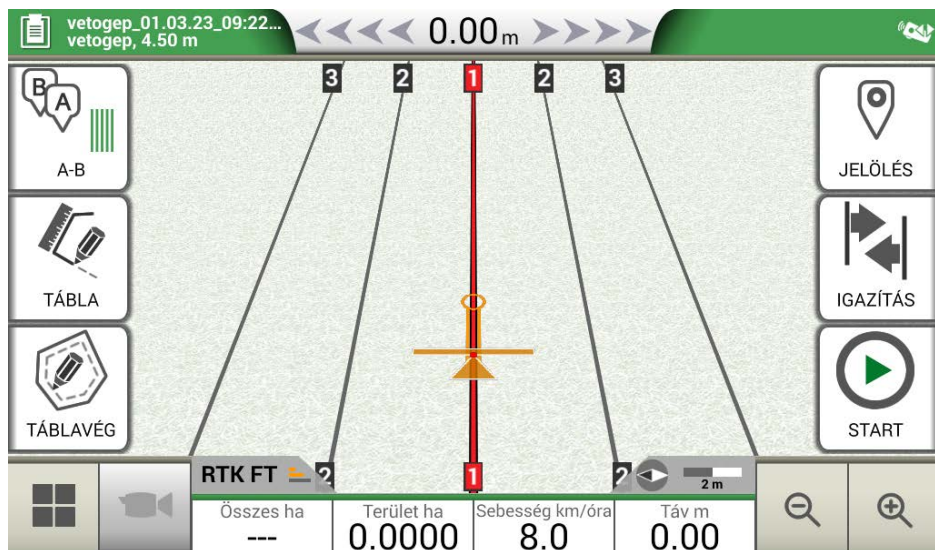 vetogep_01.03.23_09:22...
vetogep, 4.50 m
0.00 m
3 2 1 2 3
B
A
A-B
JELÖLÉS
TÁBLA
IGAZÍTÁS
TÁBLAVÉG
START
RTK FT
2 1 2
2 m
Összes ha
Terület ha
Sebesség km/óra
Táv m
---
0.0000
8.0
0.00